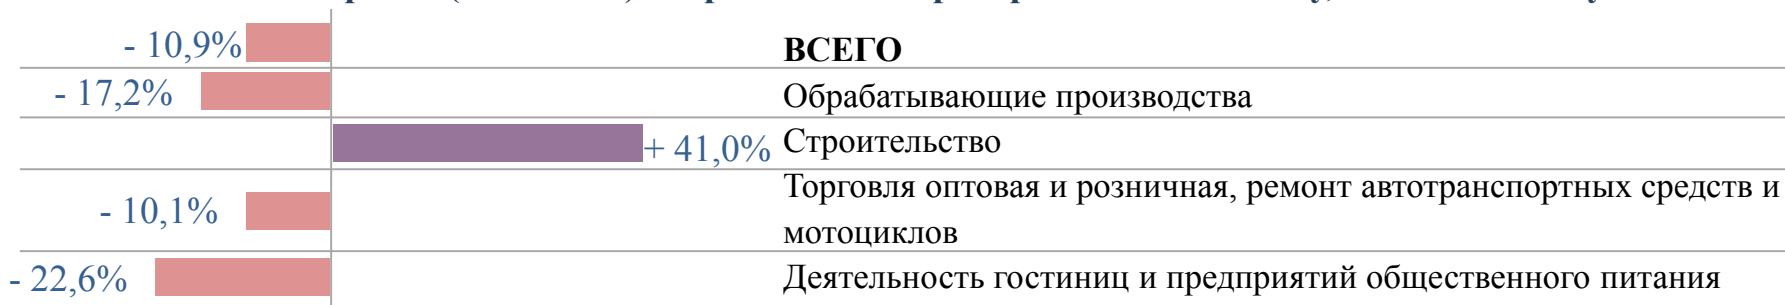 - 10,9% ВСЕГО
- 17,2% Обрабатывающие производства
+ 41,0% Строительство
Торговля оптовая и розничная, ремонт автотранспортных средств и
- 10,1%
мотоциклов
- 22,6% Деятельность гостиниц и предприятий общественного питания